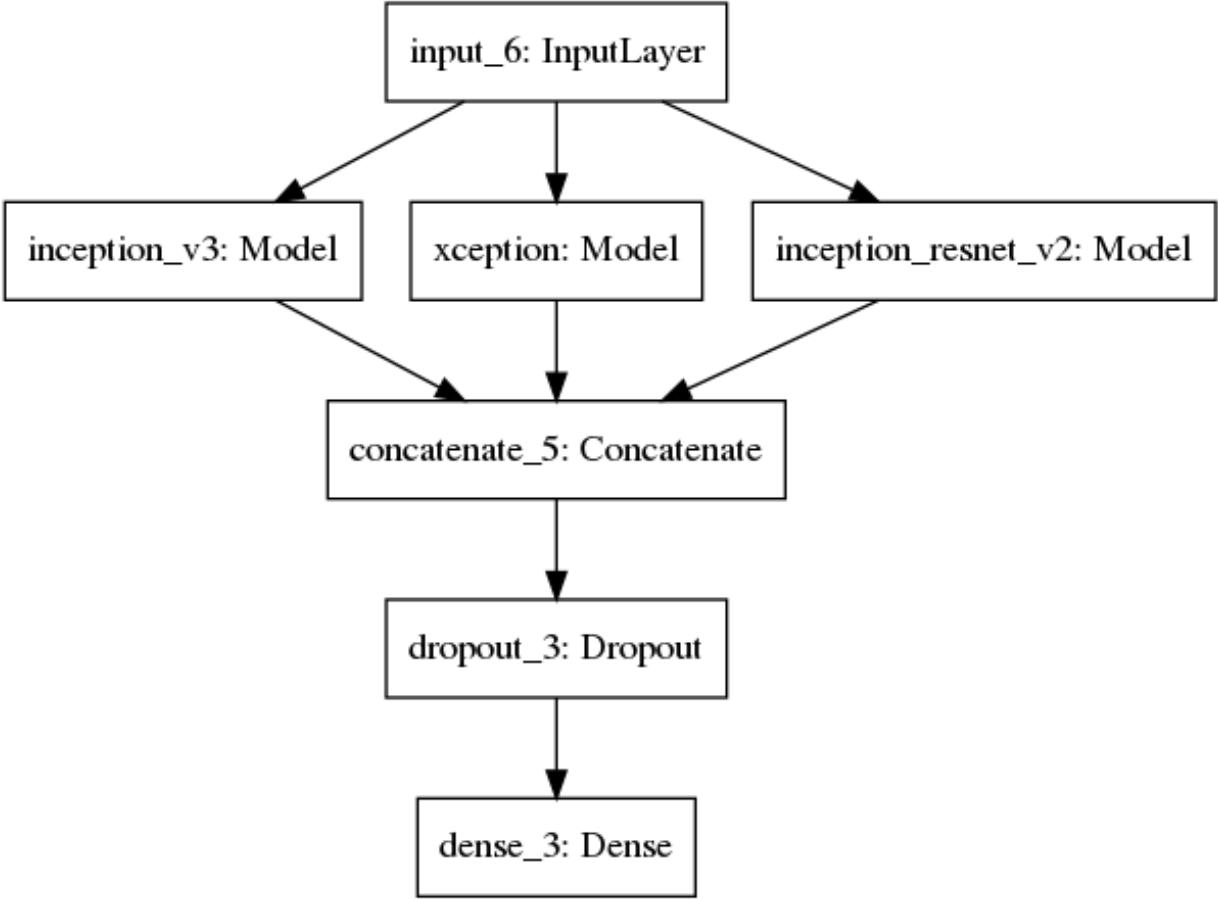 input_6: InputLayer
inception_v3: Model
xception: Model
inception_resnet_v2: Model
concatenate_5: Concatenate
dropout_3: Dropout
dense_3: Dense